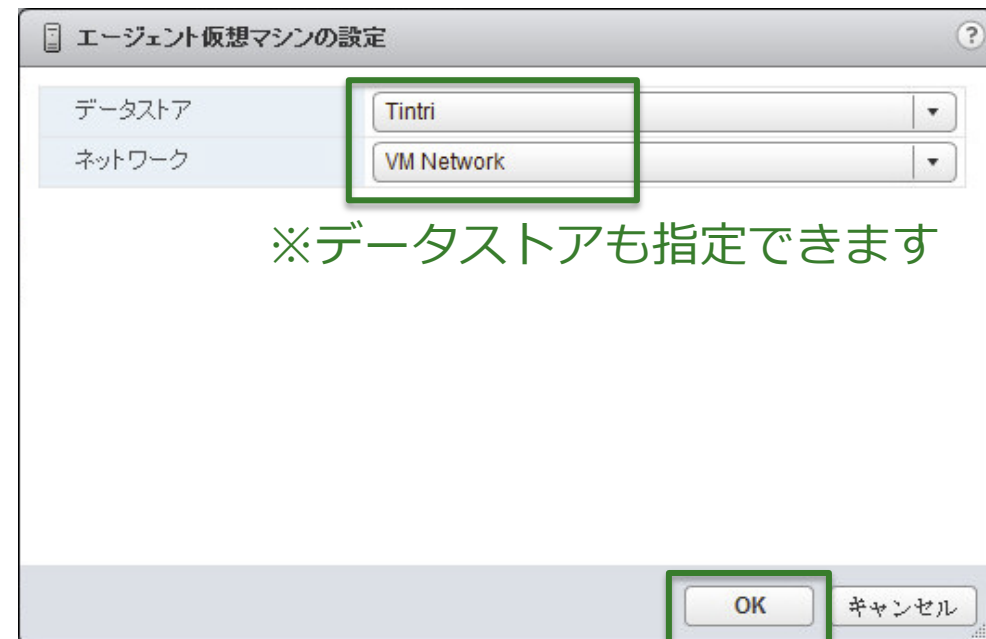 エージェント仮想マシンの設定
?
データストア Tintri
ネットワーク VM Network
※データストアも指定できます
OK キャンセル